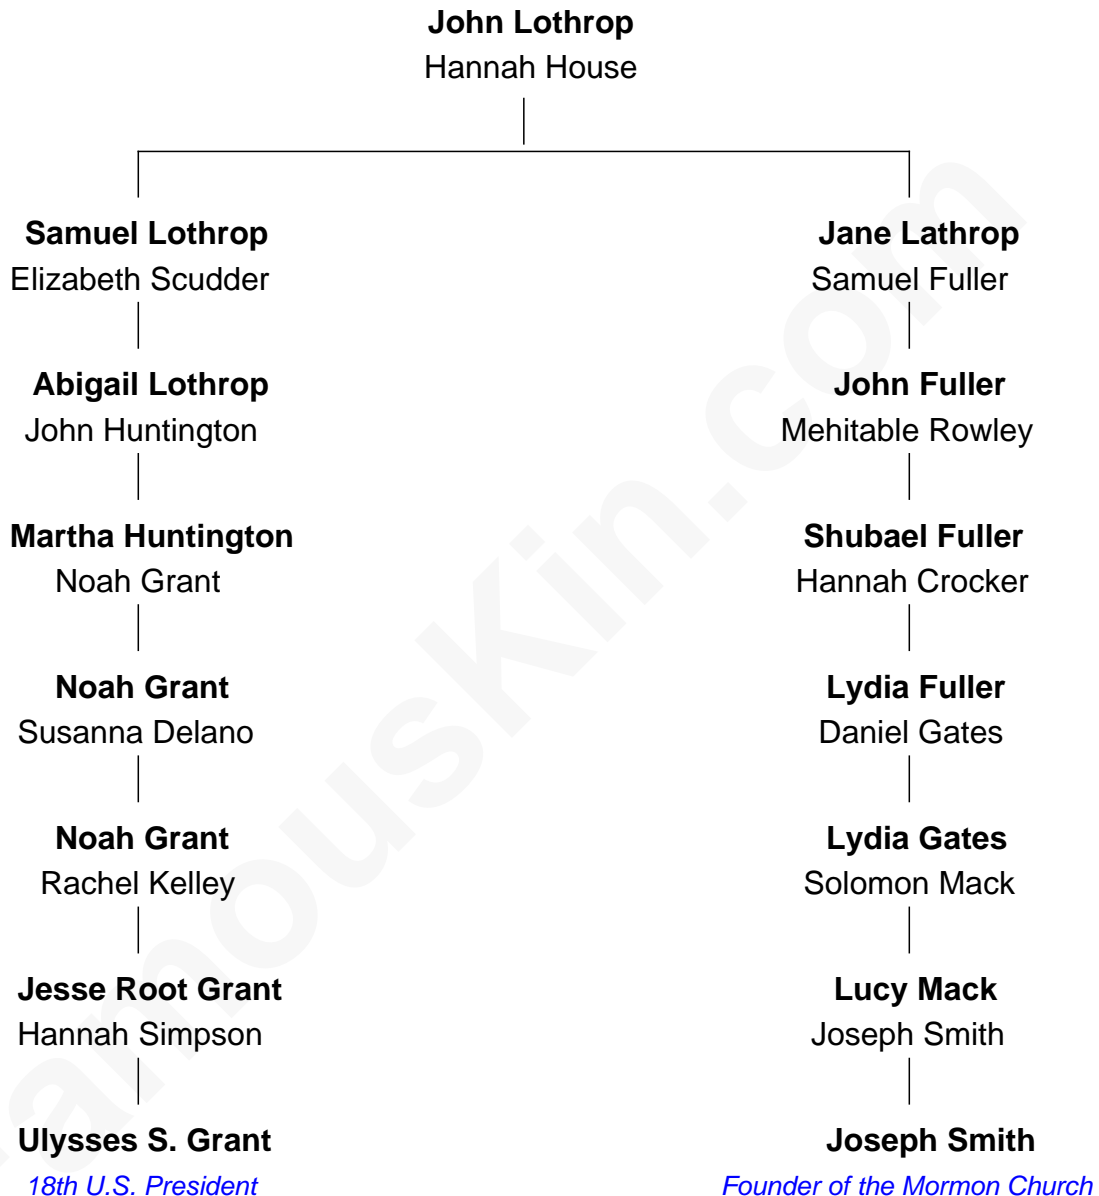 John Lothrop
Hannah House
Samuel Lothrop
Elizabeth Scudder
Abigail Lothrop
John Huntington
Martha Huntington
Noah Grant
Noah Grant
Susanna Delano
Noah Grant
Rachel Kelley
Jesse Root Grant
Hannah Simpson
Ulysses S. Grant
18th U.S. President
Jane Lathrop
Samuel Fuller
John Fuller
Mehitable Rowley
Shubael Fuller
Hannah Crocker
Lydia Fuller
Daniel Gates
Lydia Gates
Solomon Mack
Lucy Mack
Joseph Smith
Joseph Smith
Founder of the Mormon Church
famouskin.com